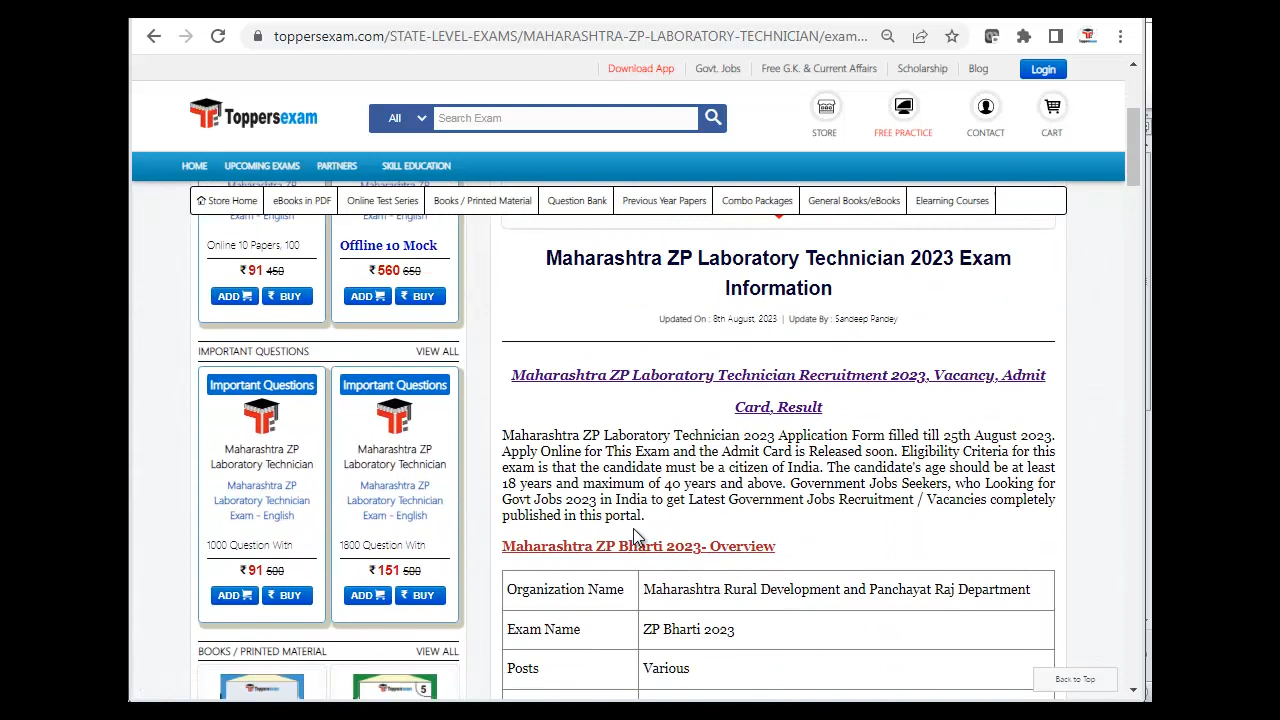 toppersexam.com/STATE-LEVEL-EXAMS/MAHARASHTRA-ZP-LABORATORY-TECHNICIAN/exam...
Download App Govt. Jobs Free G.K. & Current Affairs Scholarship Blog Login
Toppersexam All Search Exam STORE FREE PRACTICE CONTACT CART
HOME UPCOMING EXAMS PARTNERS SKILL EDUCATION
Store Home eBooks in PDF Online Test Series Books / Printed Material Question Bank Previous Year Papers Combo Packages General Books/eBooks Elearning Courses
Maharashtra ZP Maharashtra ZP
Exam - English Exam - English
Online 10 Papers, 100 Offline 10 Mock
₹ 91 450 ₹ 560 650
ADD ₹ BUY ADD ₹ BUY
IMPORTANT QUESTIONS VIEW ALL
Important Questions Important Questions
Maharashtra ZP Maharashtra ZP
Laboratory Technician Laboratory Technician
Maharashtra ZP Maharashtra ZP
Laboratory Technician Laboratory Technician
Exam - English Exam - English
1000 Question With 1800 Question With
₹ 91 500 ₹ 151 500
ADD ₹ BUY ADD ₹ BUY
BOOKS / PRINTED MATERIAL VIEW ALL
Toppersexam Toppersexam 5
Maharashtra ZP Laboratory Technician 2023 Exam
Information
Updated On : 8th August, 2023 | Update By : Sandeep Pandey
Maharashtra ZP Laboratory Technician Recruitment 2023, Vacancy, Admit
Card, Result
Maharashtra ZP Laboratory Technician 2023 Application Form filled till 25th August 2023.
Apply Online for This Exam and the Admit Card is Released soon. Eligibility Criteria for this
exam is that the candidate must be a citizen of India. The candidate's age should be at least
18 years and maximum of 40 years and above. Government Jobs Seekers, who Looking for
Govt Jobs 2023 in India to get Latest Government Jobs Recruitment / Vacancies completely
published in this portal.
Maharashtra ZP Bharti 2023- Overview
Organization Name Maharashtra Rural Development and Panchayat Raj Department
Exam Name ZP Bharti 2023
Posts Various
Back to Top